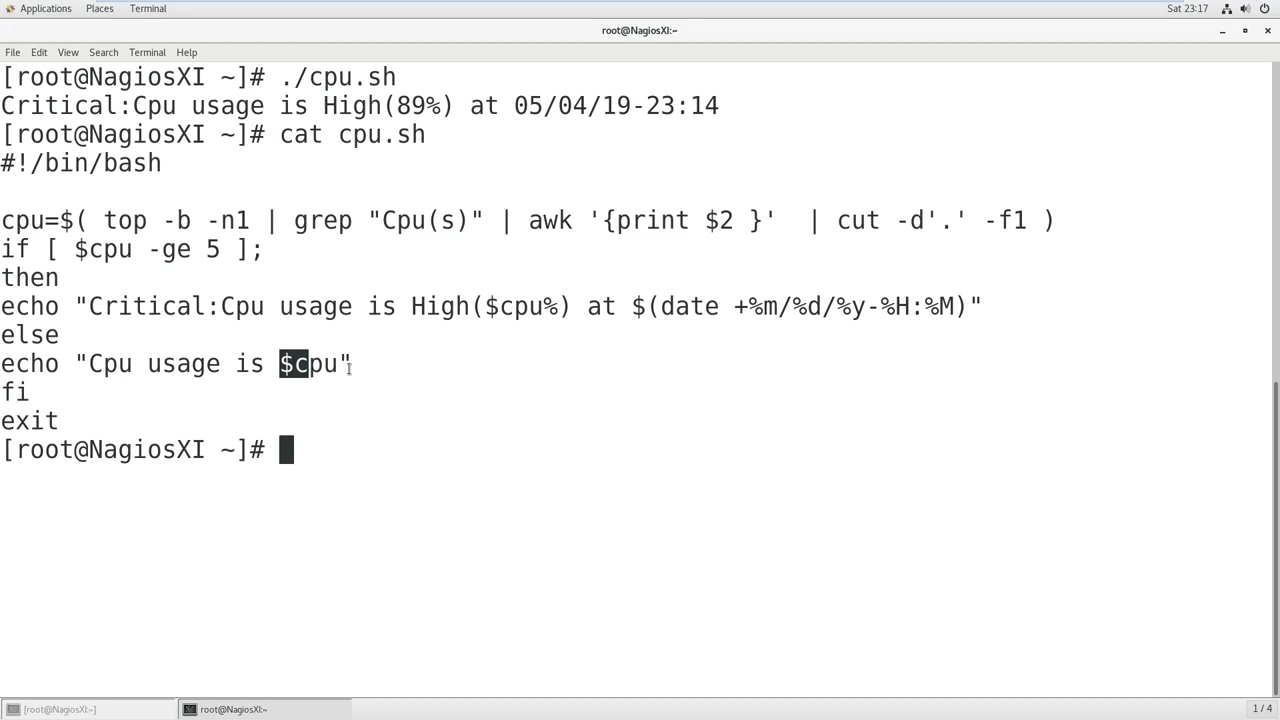 Applications Places Terminal Sat 23:17
root@NagiosXI:~
File Edit View Search Terminal Help
[root@NagiosXI ~]# ./cpu.sh
Critical:Cpu usage is High(89%) at 05/04/19-23:14
[root@NagiosXI ~]# cat cpu.sh
#!/bin/bash
cpu=$( top -b -n1 | grep "Cpu(s)" | awk '{print $2 }'  | cut -d'.' -f1 )
if [ $cpu -ge 5 ];
then
echo "Critical:Cpu usage is High($cpu%) at $(date +%m/%d/%y-%H:%M)"
else
echo "Cpu usage is $cpu"
fi
exit
[root@NagiosXI ~]#
[root@NagiosXI:~] root@NagiosXI:~ 1 / 4